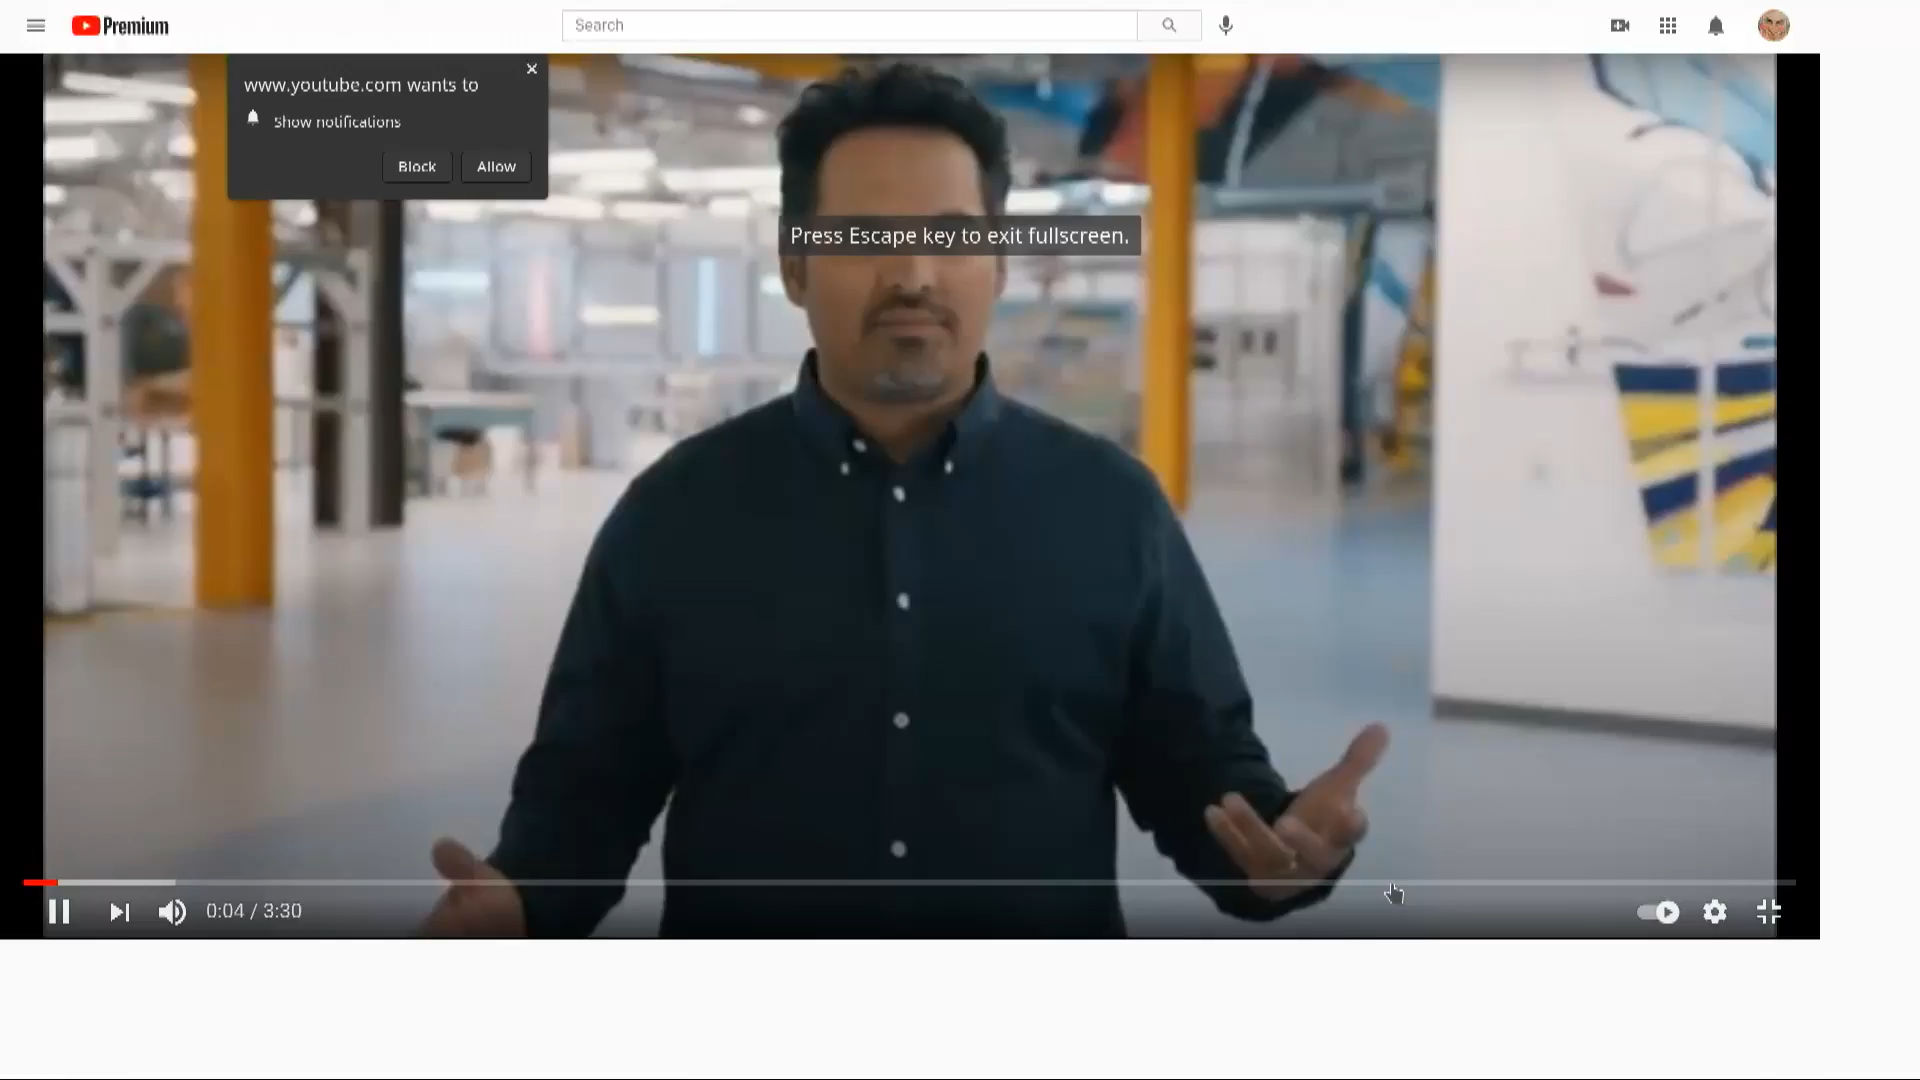 Premium
Search
www.youtube.com wants to
Show notifications
Block
Allow
Press Escape key to exit fullscreen.
0:04 / 3:30